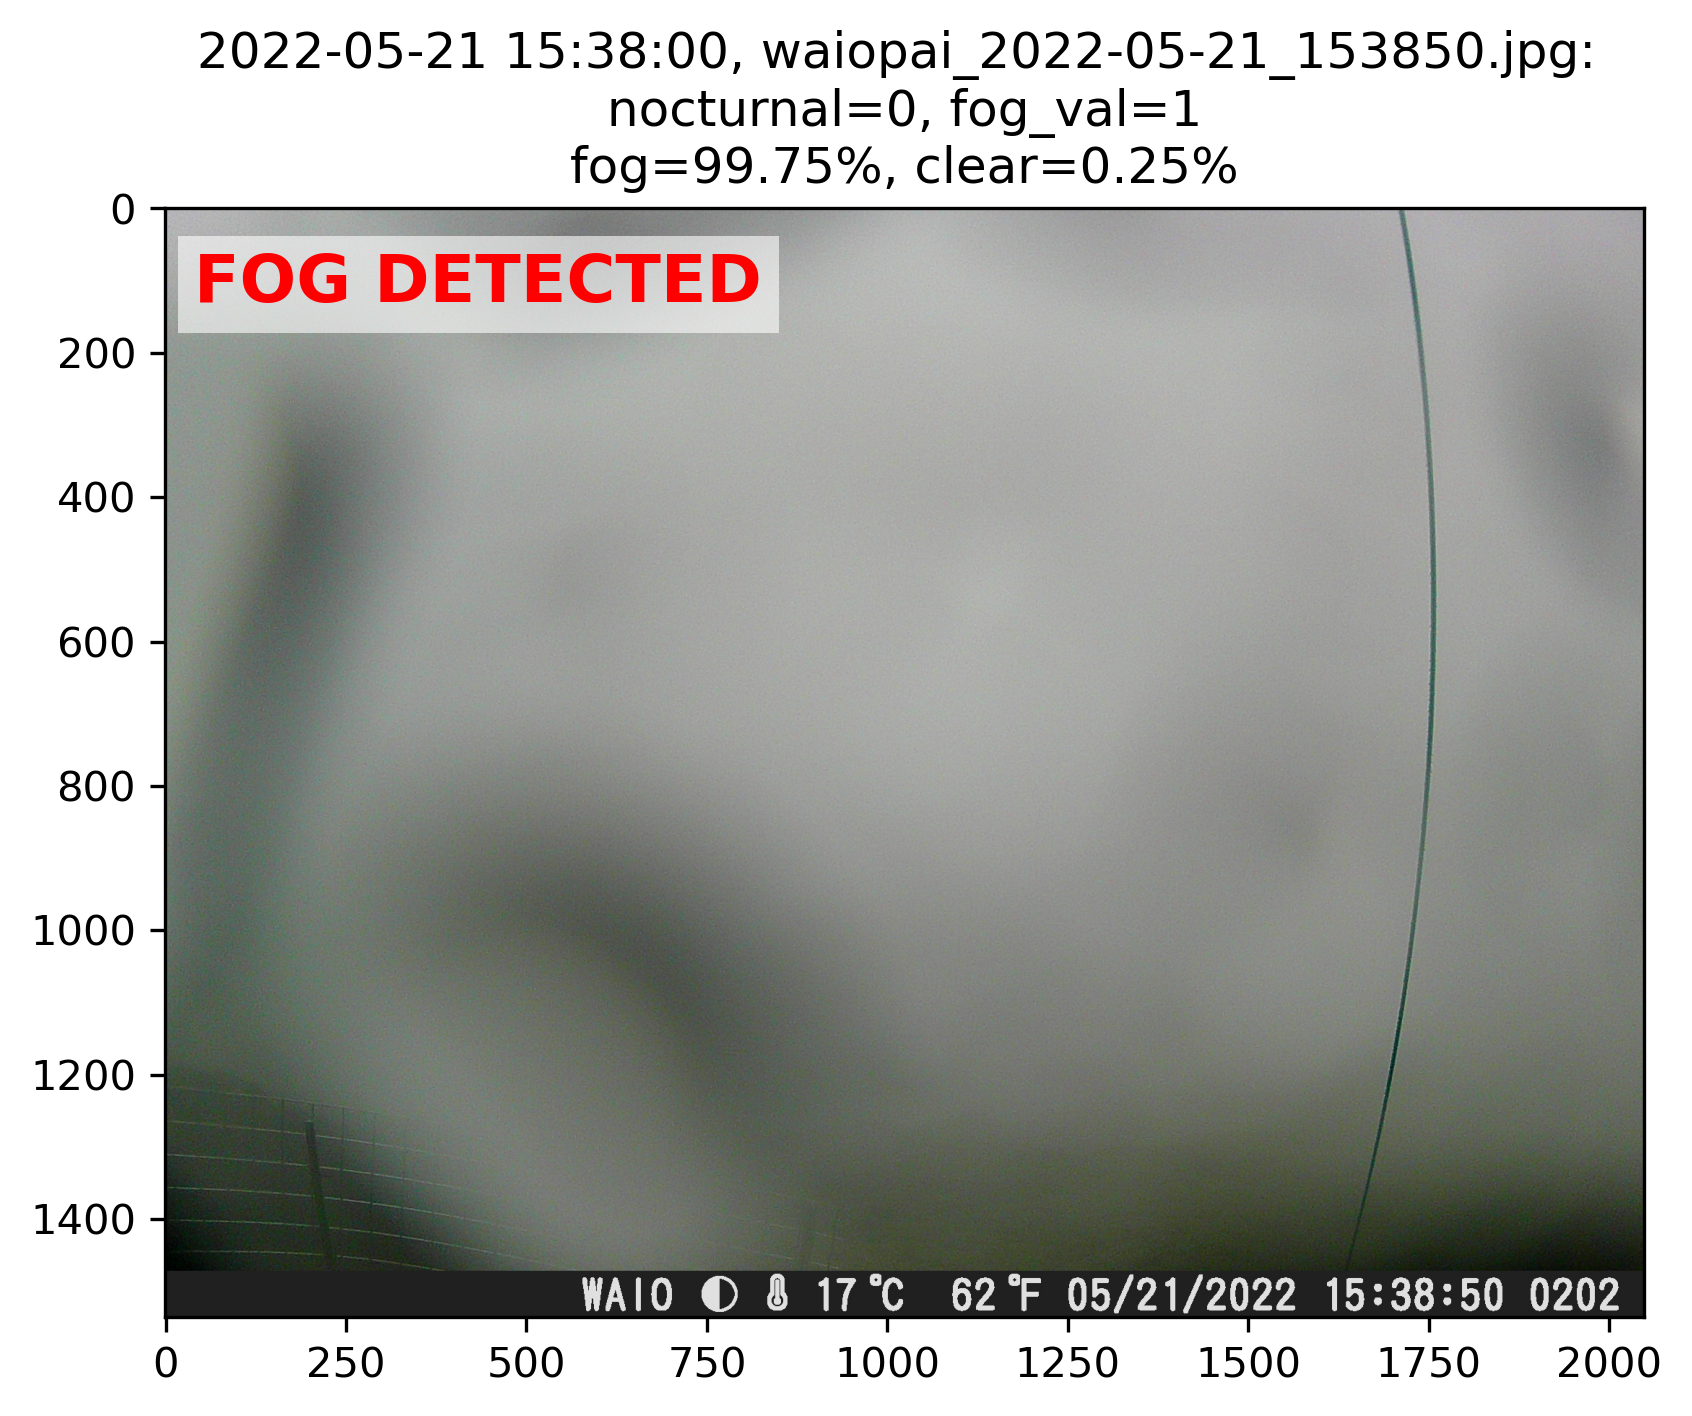 2022-05-21 15:38:00, waiopai_2022-05-21_153850.jpg:
nocturnal=0, fog_val=1
fog=99.75%, clear=0.25%
0
FOG DETECTED
200
400
600
800
1000
1200
1400
WAIO 17°C 62°F 05/21/2022 15:38:50 0202
0 250 500 750 1000 1250 1500 1750 2000